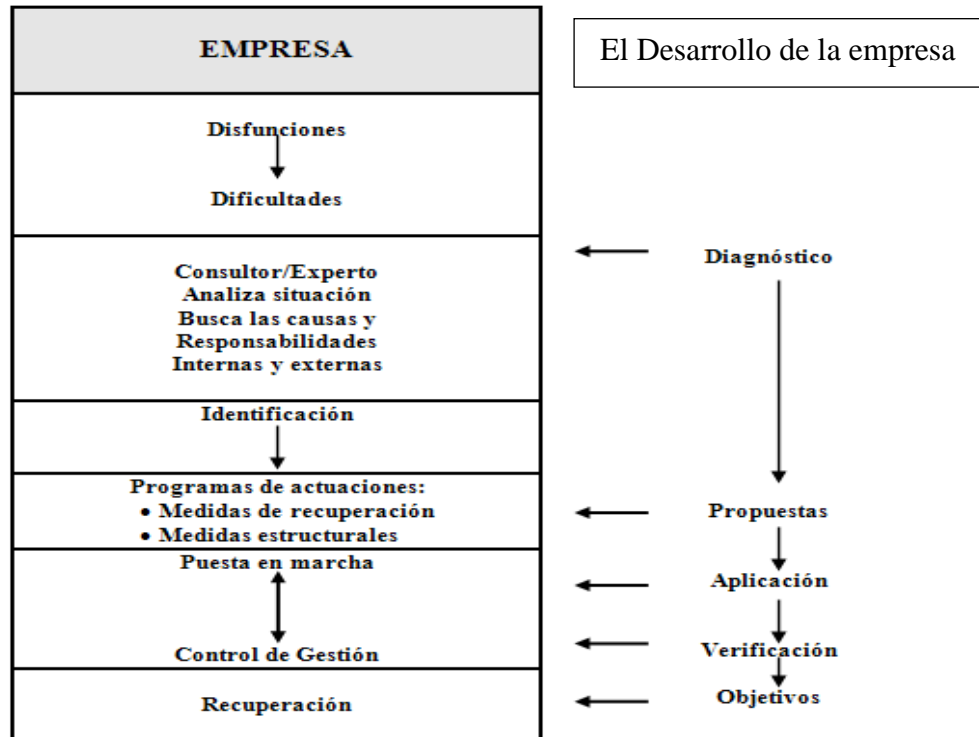 EMPRESA
El Desarrollo de la empresa
Disfunciones
Dificultades
Consultor/Experto
Analiza situación
Busca las causas y
Responsabilidades
Internas y externas
Diagnóstico
Identificación
Programas de actuaciones:
• Medidas de recuperación
• Medidas estructurales
Propuestas
Puesta en marcha
Aplicación
Control de Gestión
Verificación
Recuperación
Objetivos